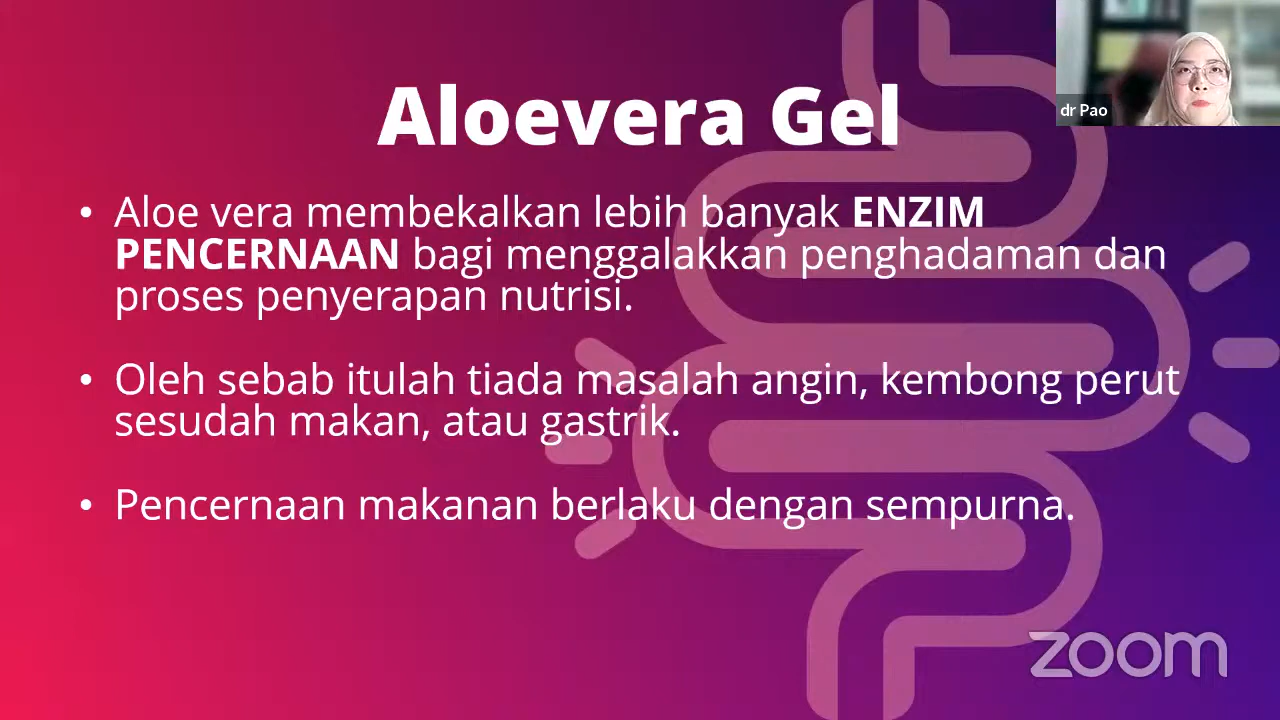 dr Pao
Aloevera Gel
• Aloe vera membekalkan lebih banyak ENZIM
PENCERNAAN bagi menggalakkan penghadaman dan
proses penyerapan nutrisi.
• Oleh sebab itulah tiada masalah angin, kembong perut
sesudah makan, atau gastrik.
• Pencernaan makanan berlaku dengan sempurna.
zoom